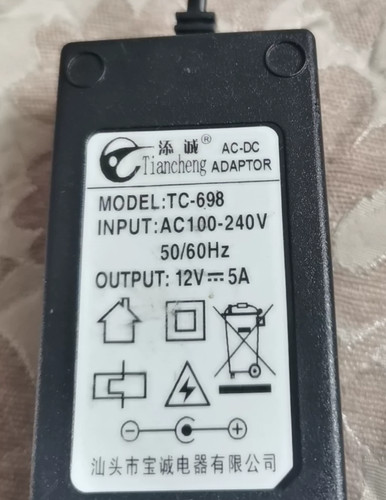 添诚® AC-DC
Tiancheng ADAPTOR
MODEL:TC-698
INPUT:AC100-240V
50/60Hz
OUTPUT: 12V⎓5A
汕头市宝诚电器有限公司